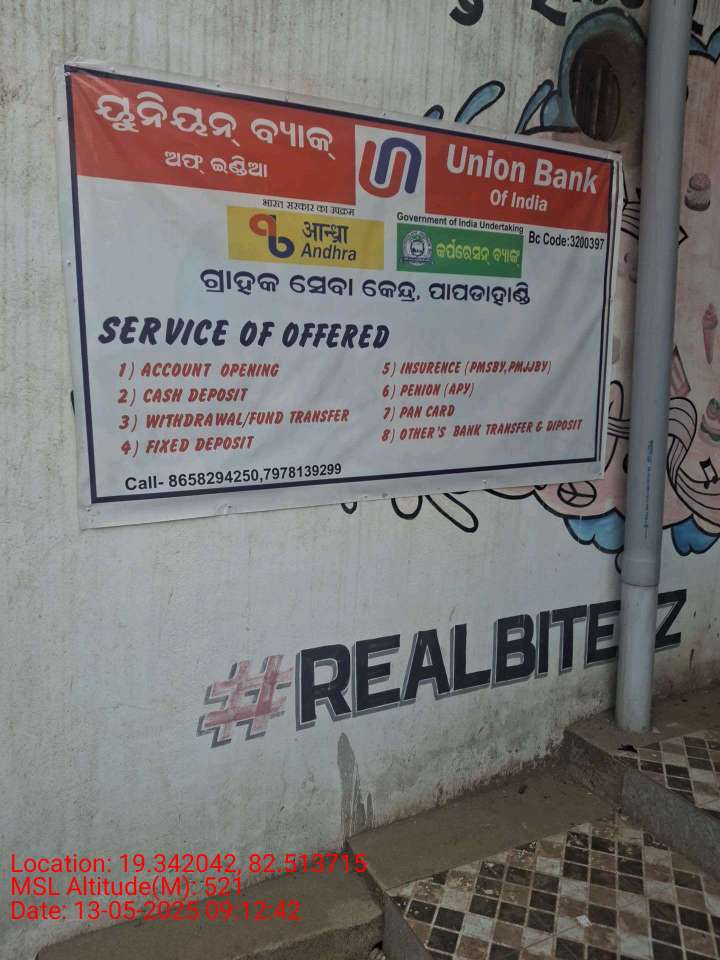 ୟୁନିୟନ୍ ବ୍ୟାକ୍
ଅଫ୍ ଇଣ୍ଡିଆ
Union Bank
Of India
भारत सरकार का उपक्रम
Government of India Undertaking
आन्ध्रा
Andhra
କର୍ପରେସନ୍ ବ୍ୟାଙ୍କ୍
Bc Code:3200397
ଗ୍ରାହକ ସେବା କେନ୍ଦ୍ର, ପାପଡାହାଣ୍ଡି
SERVICE OF OFFERED
1) ACCOUNT OPENING
2) CASH DEPOSIT
3) WITHDRAWAL/FUND TRANSFER
4) FIXED DEPOSIT
5) INSURENCE (PMSBY,PMJJBY)
6) PENION (APY)
7) PAN CARD
8) OTHER'S BANK TRANSFER & DIPOSIT
Call- 8658294250,7978139299
Location: 19.342042, 82.513715
MSL Altitude(M): 521
Date: 13-05-2025 09:12:42